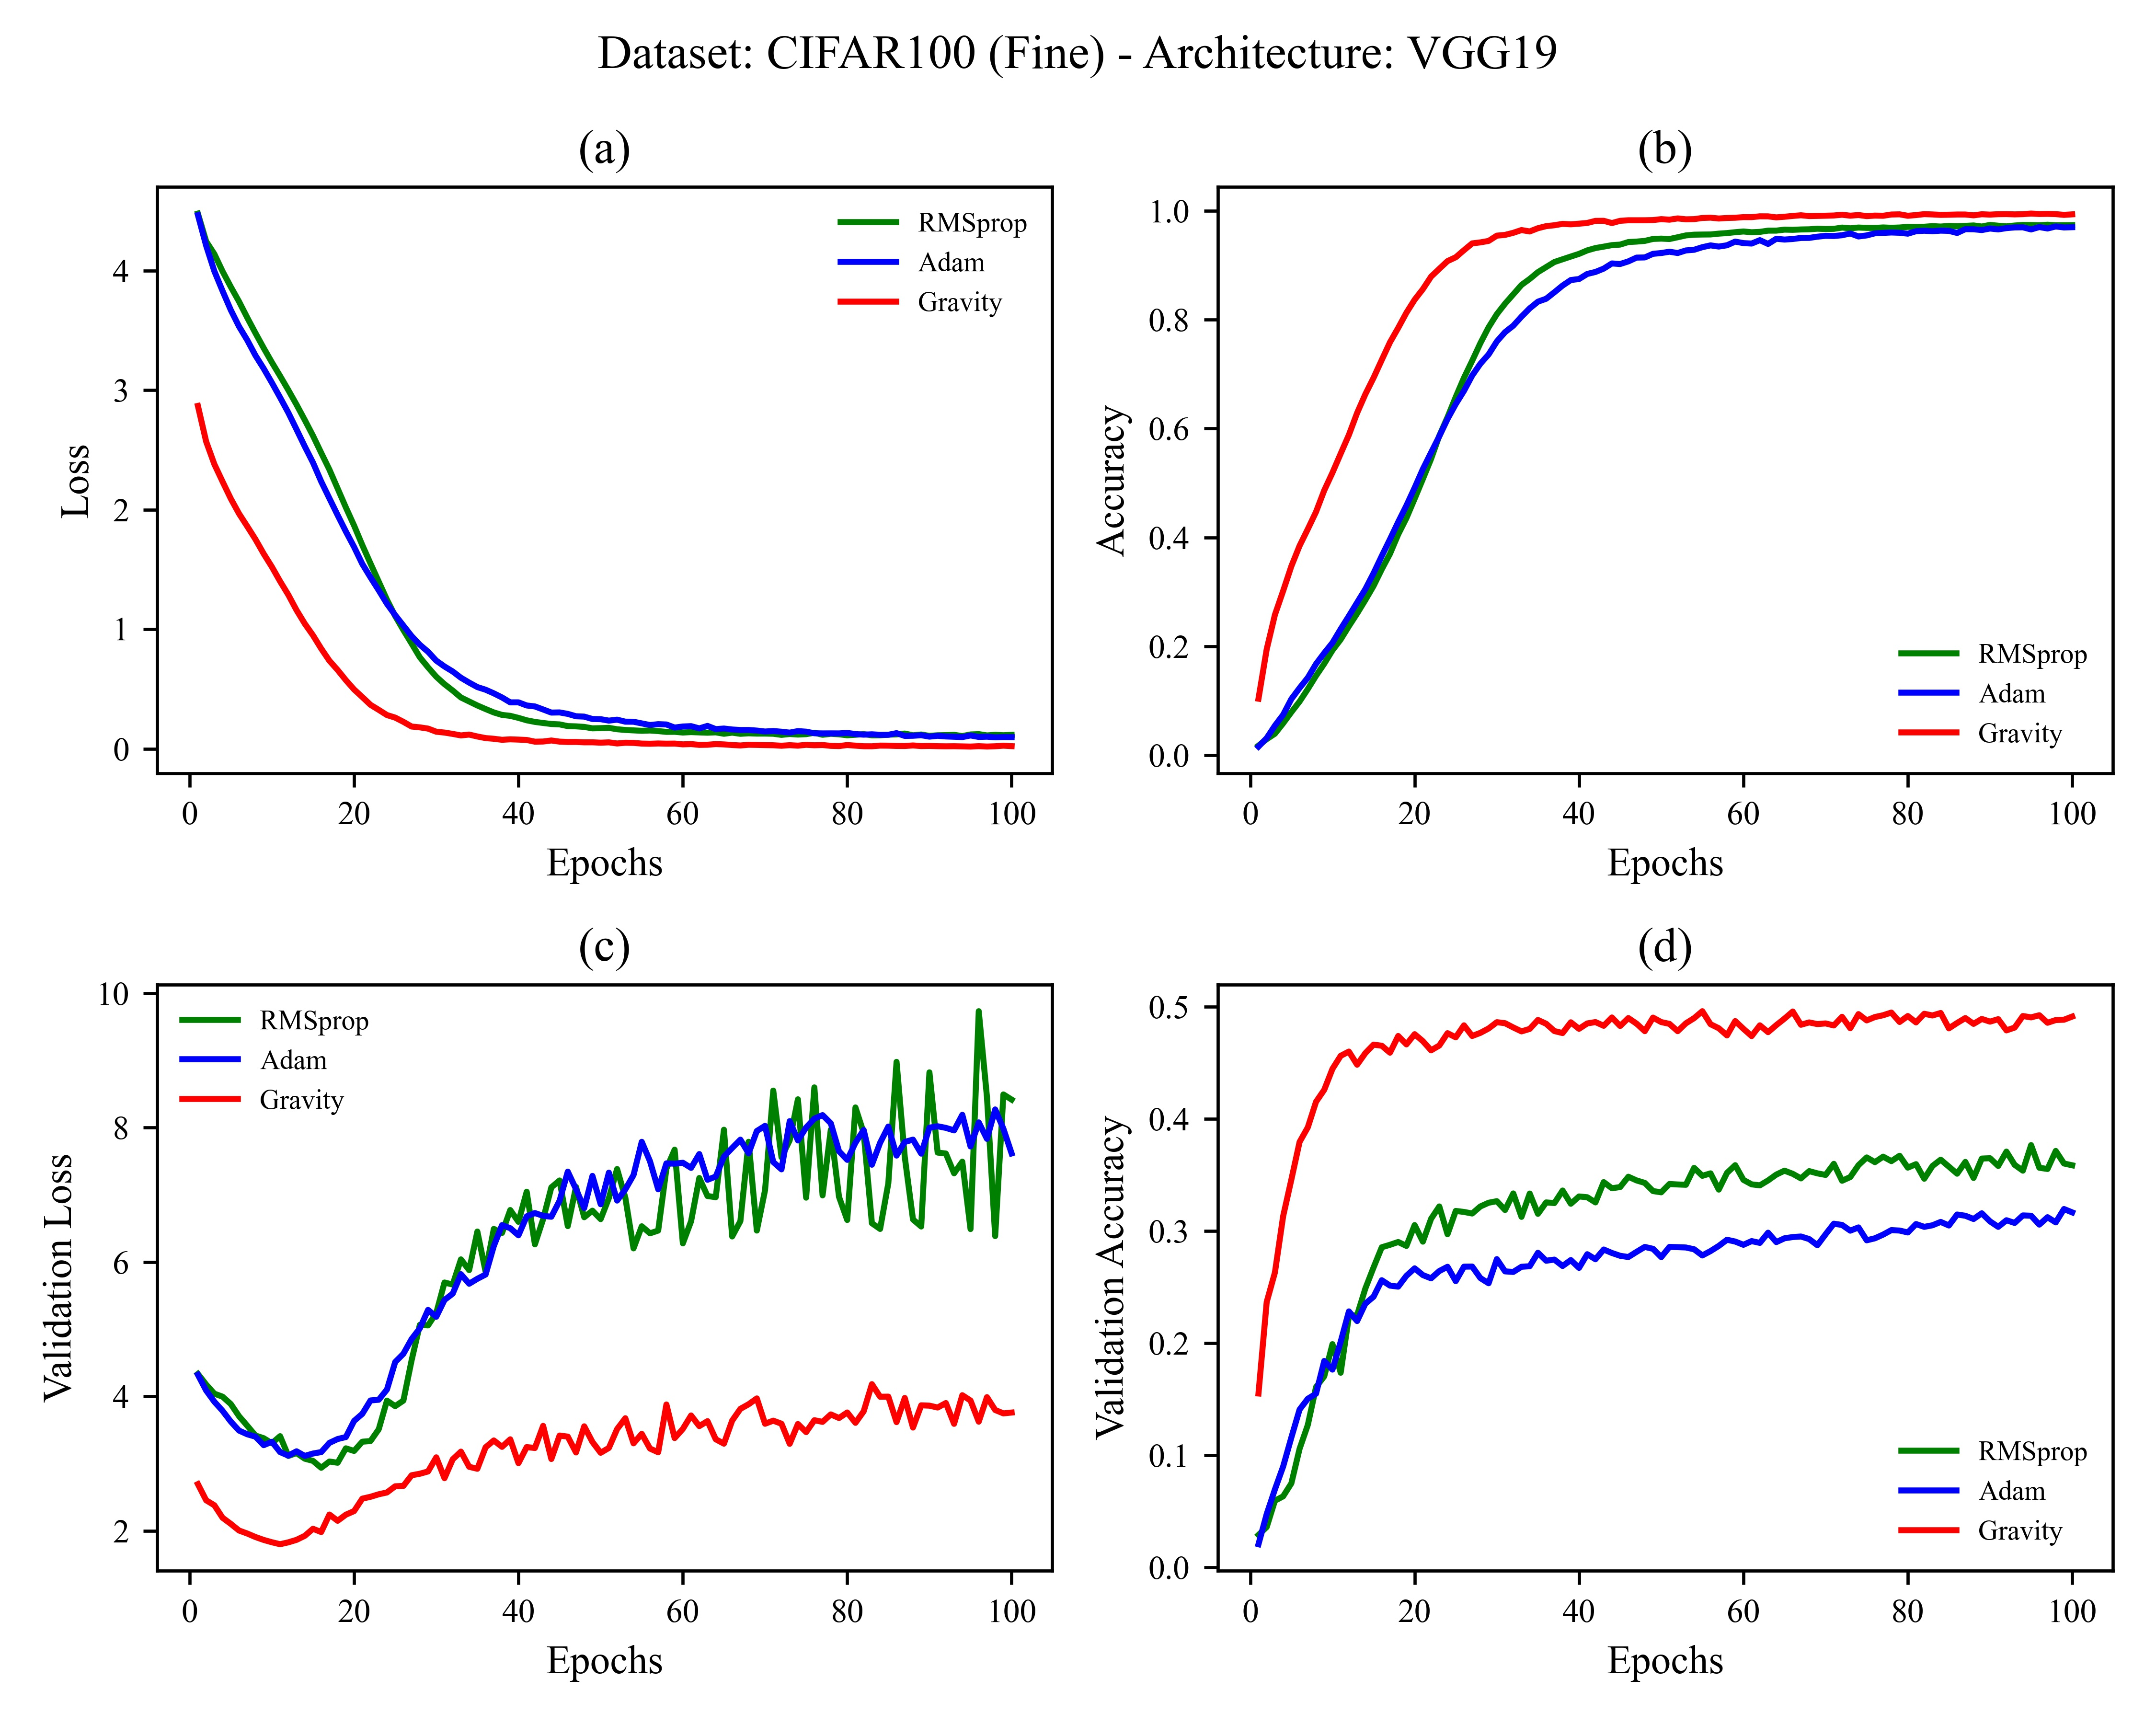 Dataset: CIFAR100 (Fine) - Architecture: VGG19
(a)
Loss
4
3
2
1
0
RMSprop
Adam
Gravity
0 20 40 60 80 100
Epochs
(b)
Accuracy
1.0
0.8
0.6
0.4
0.2
0.0
RMSprop
Adam
Gravity
0 20 40 60 80 100
Epochs
(c)
Validation Loss
10
8
6
4
2
RMSprop
Adam
Gravity
0 20 40 60 80 100
Epochs
(d)
Validation Accuracy
0.5
0.4
0.3
0.2
0.1
0.0
RMSprop
Adam
Gravity
0 20 40 60 80 100
Epochs